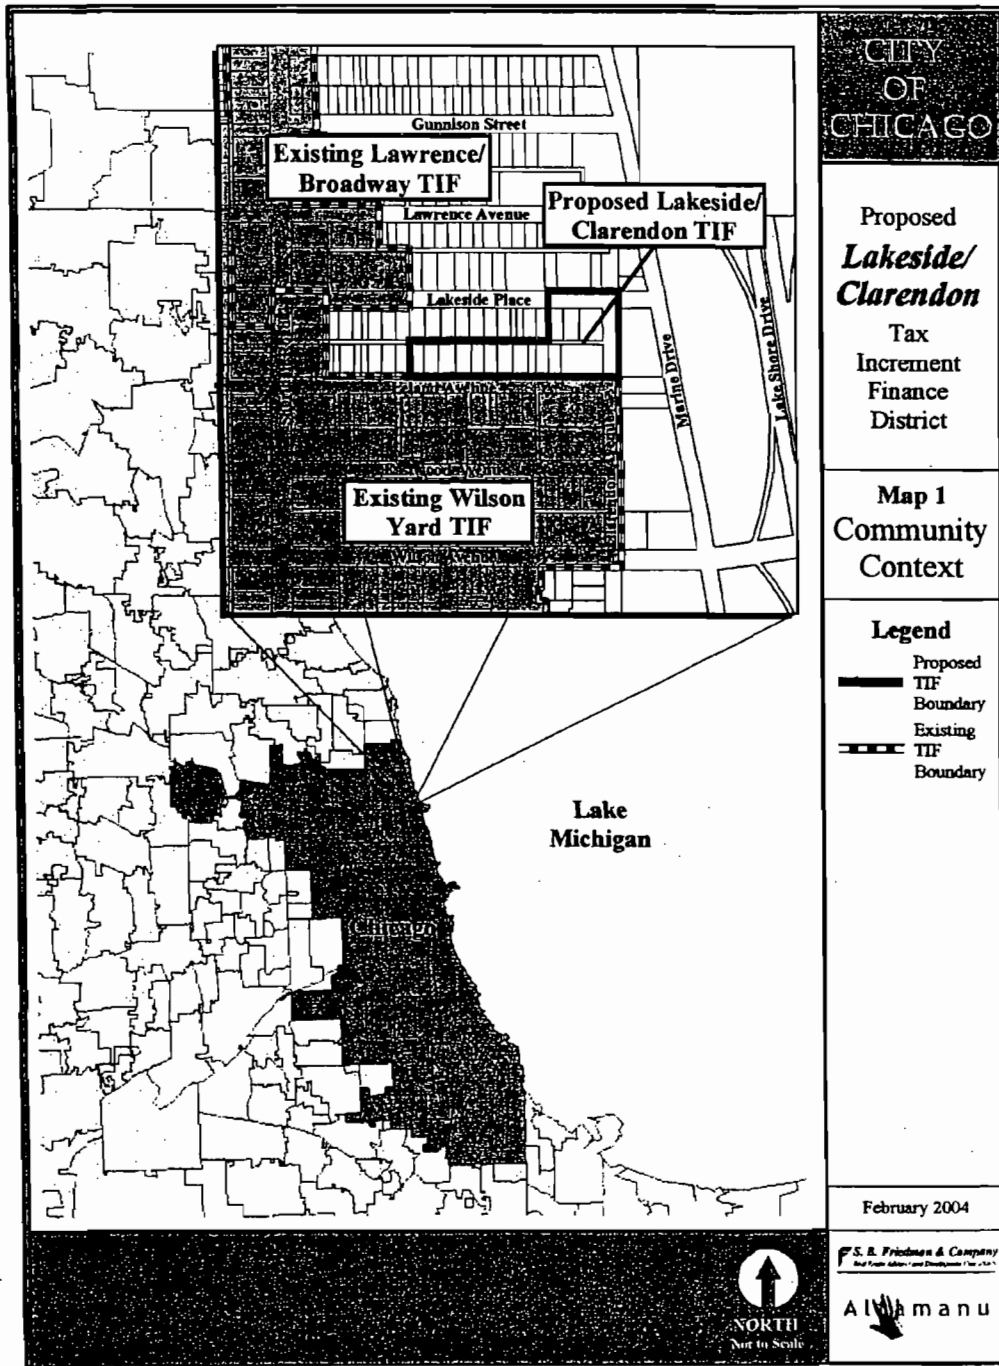 CITY
OF
CHICAGO
Proposed
Lakeside/
Clarendon
Tax
Increment
Finance
District
Map 1
Community
Context
Legend
Proposed
TIF
Boundary
Existing
TIF
Boundary
February 2004
S. B. Friedman & Company
Gunnison Street
Existing Lawrence/
Broadway TIF
Lawrence Avenue
Proposed Lakeside/
Clarendon TIF
Lakeside Place
Marine Drive
Lake Shore Drive
Existing Wilson
Yard TIF
Lake
Michigan
Chicago
NORTH
Not to Scale